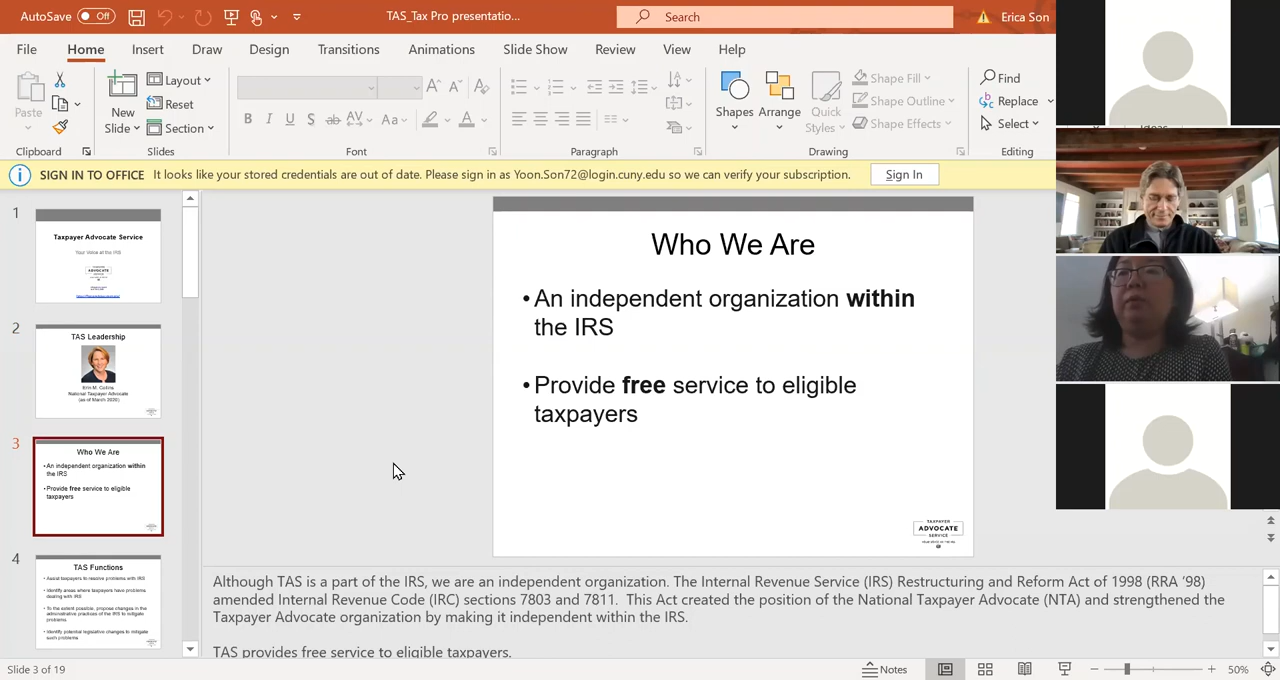 AutoSave Off TAS_Tax Pro presentatio... Search Erica Son
File Home Insert Draw Design Transitions Animations Slide Show Review View Help
Paste
Clipboard
New
Slide
Layout
Reset
Section
Slides
B I U S ab AV Aa A
Font
Paragraph
Shapes Arrange Quick
Styles
Shape Fill
Shape Outline
Shape Effects
Drawing
Find
Replace
Select
Editing
Ideas
SIGN IN TO OFFICE It looks like your stored credentials are out of date. Please sign in as Yoon.Son72@login.cuny.edu so we can verify your subscription. Sign In
1
Taxpayer Advocate Service
Your Voice at the IRS
ADVOCATE
2
TAS Leadership
Erin M. Collins
National Taxpayer Advocate
(as of March 2020)
3
Who We Are
•An independent organization within
the IRS
•Provide free service to eligible
taxpayers
4
TAS Functions
• Assist taxpayers to resolve problems with IRS
• Identify areas where taxpayers have problems
dealing with IRS
• To the extent possible, propose changes in the
administrative practices of the IRS to mitigate
problems.
• Identify potential legislative changes to mitigate
such problems
Who We Are
•An independent organization within
the IRS
•Provide free service to eligible
taxpayers
TAXPAYER
ADVOCATE
SERVICE
Although TAS is a part of the IRS, we are an independent organization. The Internal Revenue Service (IRS) Restructuring and Reform Act of 1998 (RRA '98)
amended Internal Revenue Code (IRC) section 7803 and 7811. This Act created the position of the National Taxpayer Advocate (NTA) and strengthened the
Taxpayer Advocate organization by making it independent within the IRS.
TAS provides free service to eligible taxpayers.
Slide 3 of 19 Notes 50%